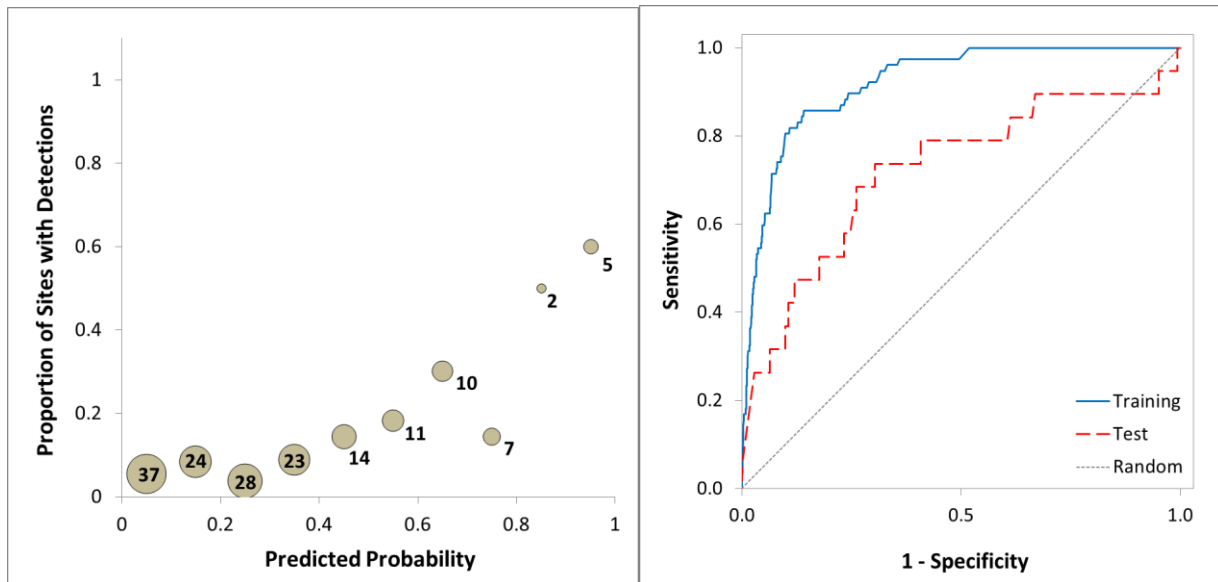 Proportion of Sites with Detections
1
0.8
0.6
0.4
0.2
0
5
2
10
7
11
14
23
28
24
37
0 0.2 0.4 0.6 0.8 1
Predicted Probability
Sensitivity
1.0
0.8
0.6
0.4
0.2
0.0
Training
Test
Random
0.0 0.5 1.0
1 - Specificity